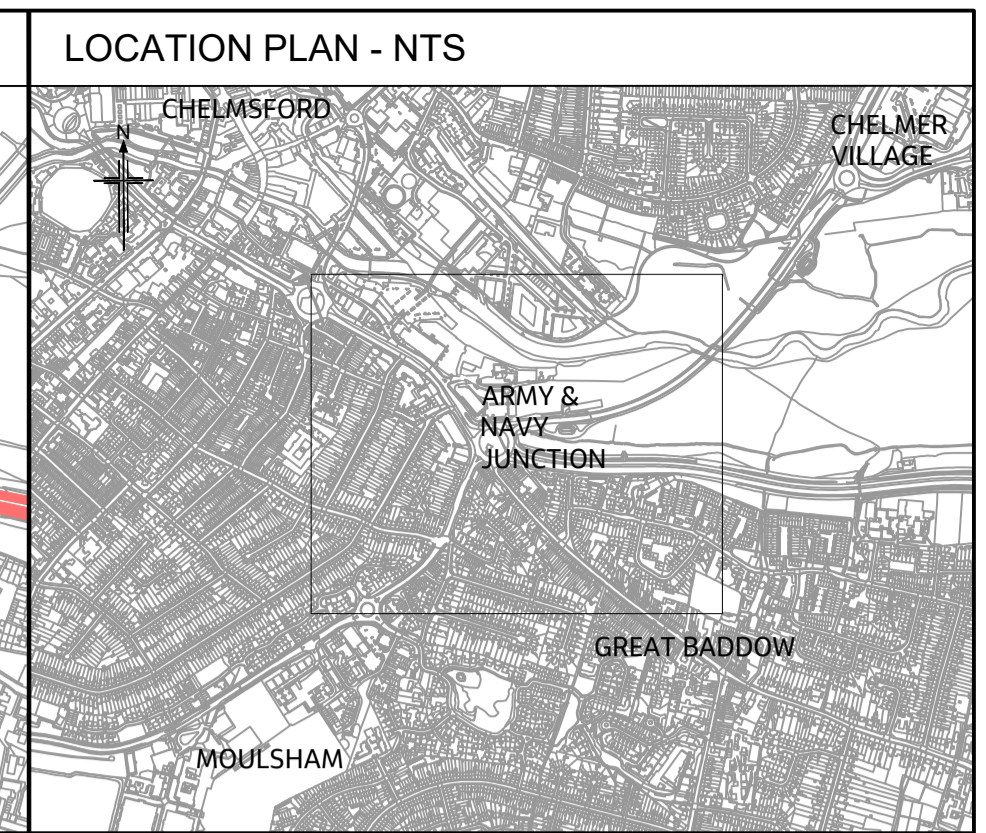 LOCATION PLAN - NTS
CHELMSFORD
N
CHELMER
VILLAGE
ARMY &
NAVY
JUNCTION
GREAT BADDOW
MOULSHAM